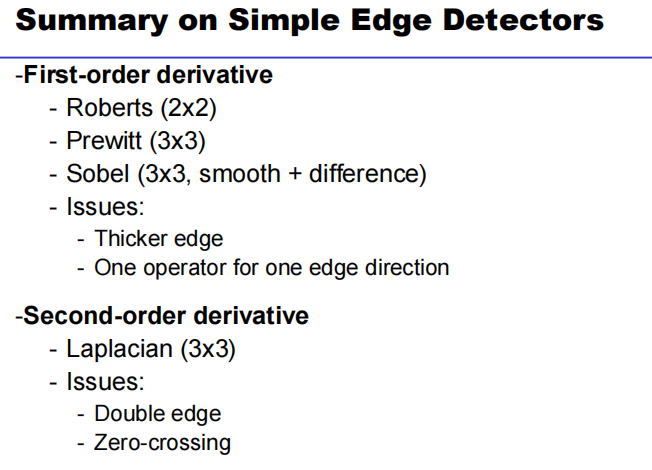 Summary on Simple Edge Detectors
-First-order derivative
- Roberts (2x2)
- Prewitt (3x3)
- Sobel (3x3, smooth + difference)
- Issues:
- Thicker edge
- One operator for one edge direction
-Second-order derivative
- Laplacian (3x3)
- Issues:
- Double edge
- Zero-crossing